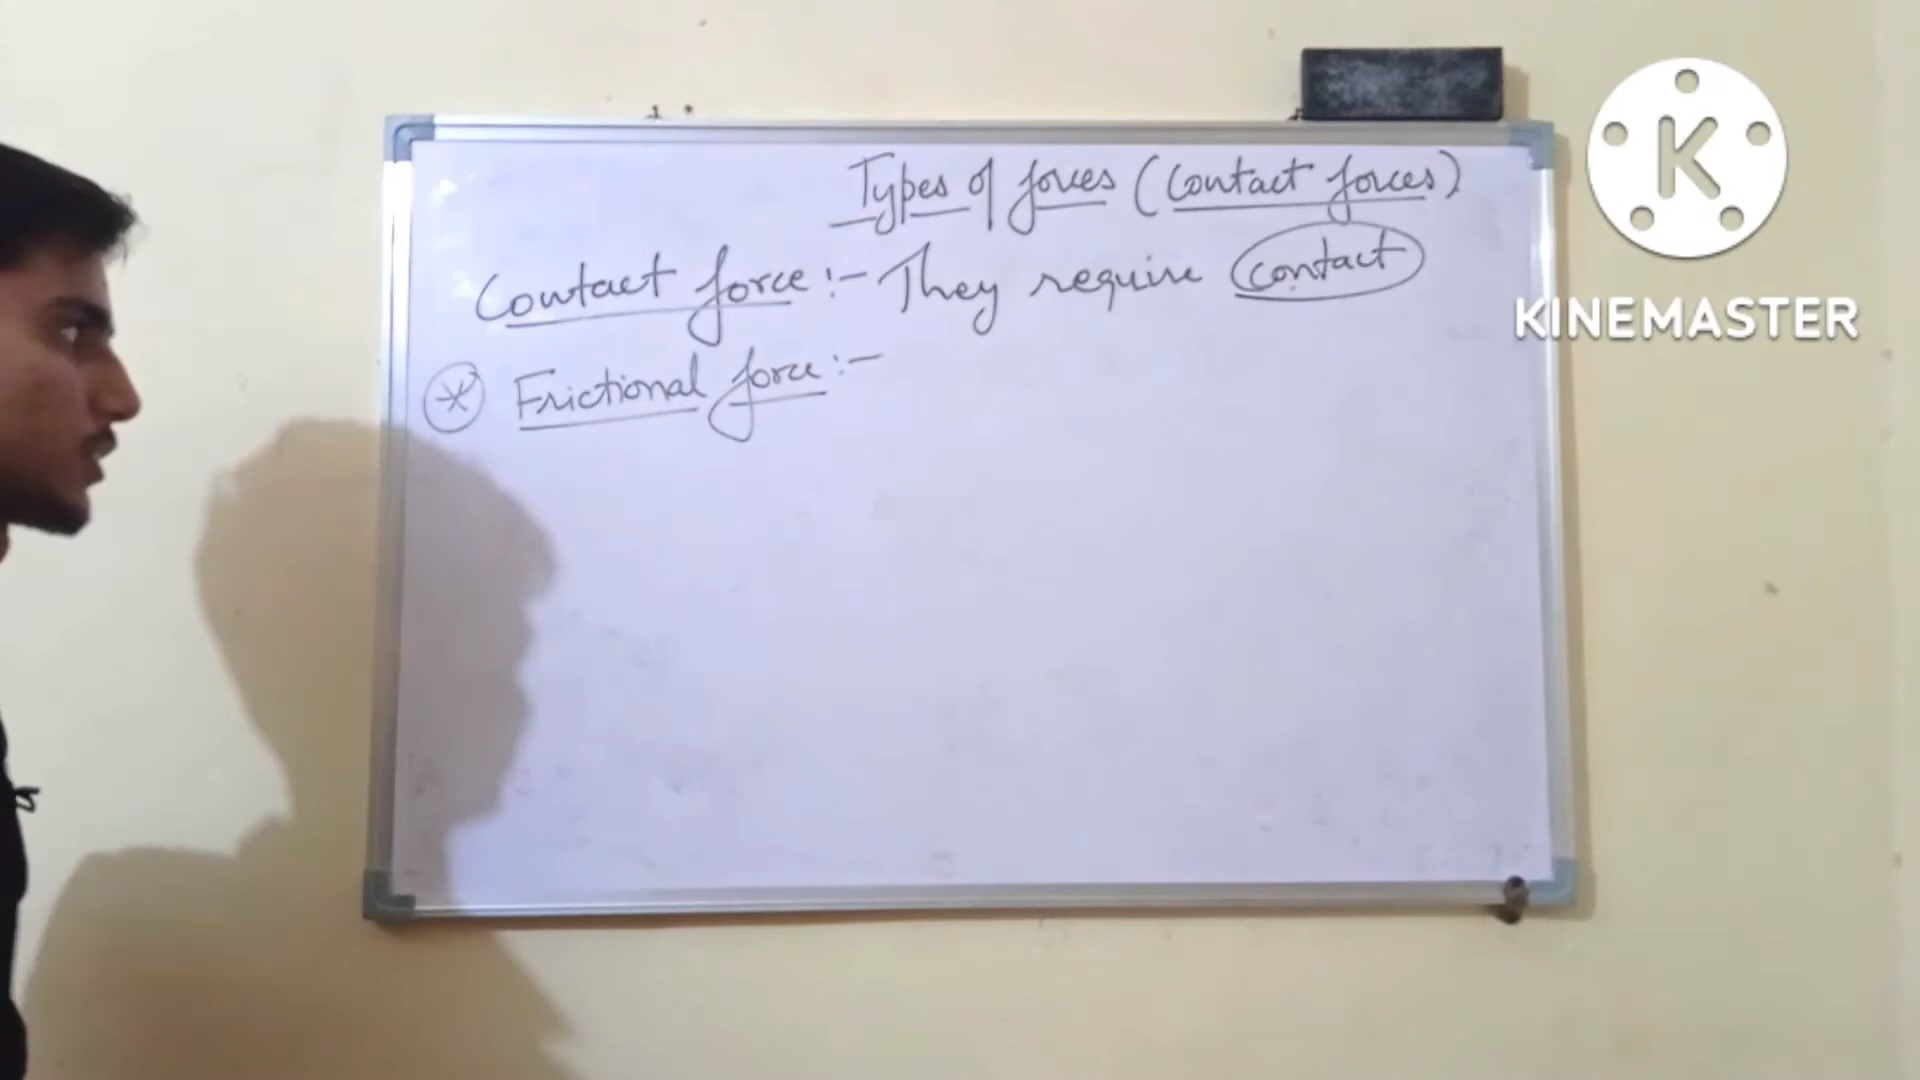 Types of forces (Contact forces)
Contact force :- They require contact
* Frictional force :-
K
KINEMASTER